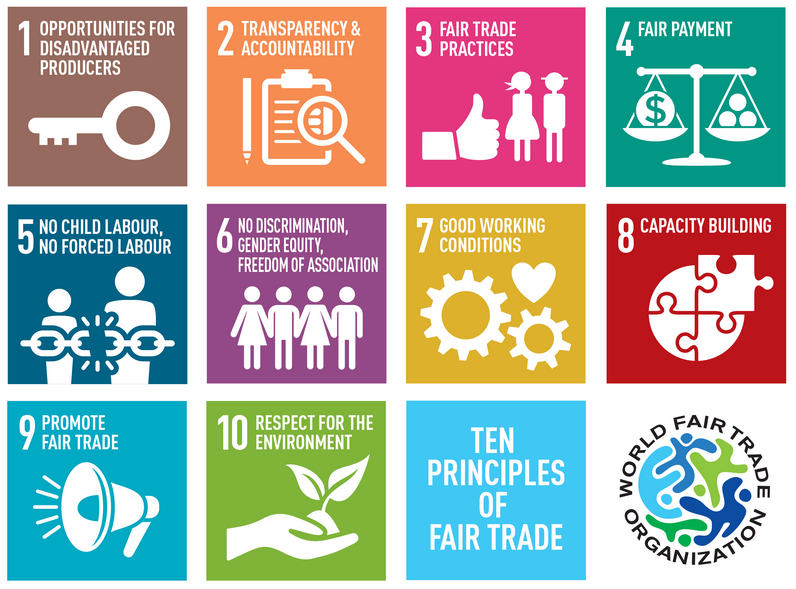 1 OPPORTUNITIES FOR
DISADVANTAGED
PRODUCERS
2 TRANSPARENCY &
ACCOUNTABILITY
3 FAIR TRADE
PRACTICES
4 FAIR PAYMENT
$
5 NO CHILD LABOUR,
NO FORCED LABOUR
6 NO DISCRIMINATION,
GENDER EQUITY,
FREEDOM OF ASSOCIATION
7 GOOD WORKING
CONDITIONS
8 CAPACITY BUILDING
9 PROMOTE
FAIR TRADE
10 RESPECT FOR THE
ENVIRONMENT
TEN
PRINCIPLES
OF
FAIR TRADE
WORLD FAIR TRADE
ORGANIZATION